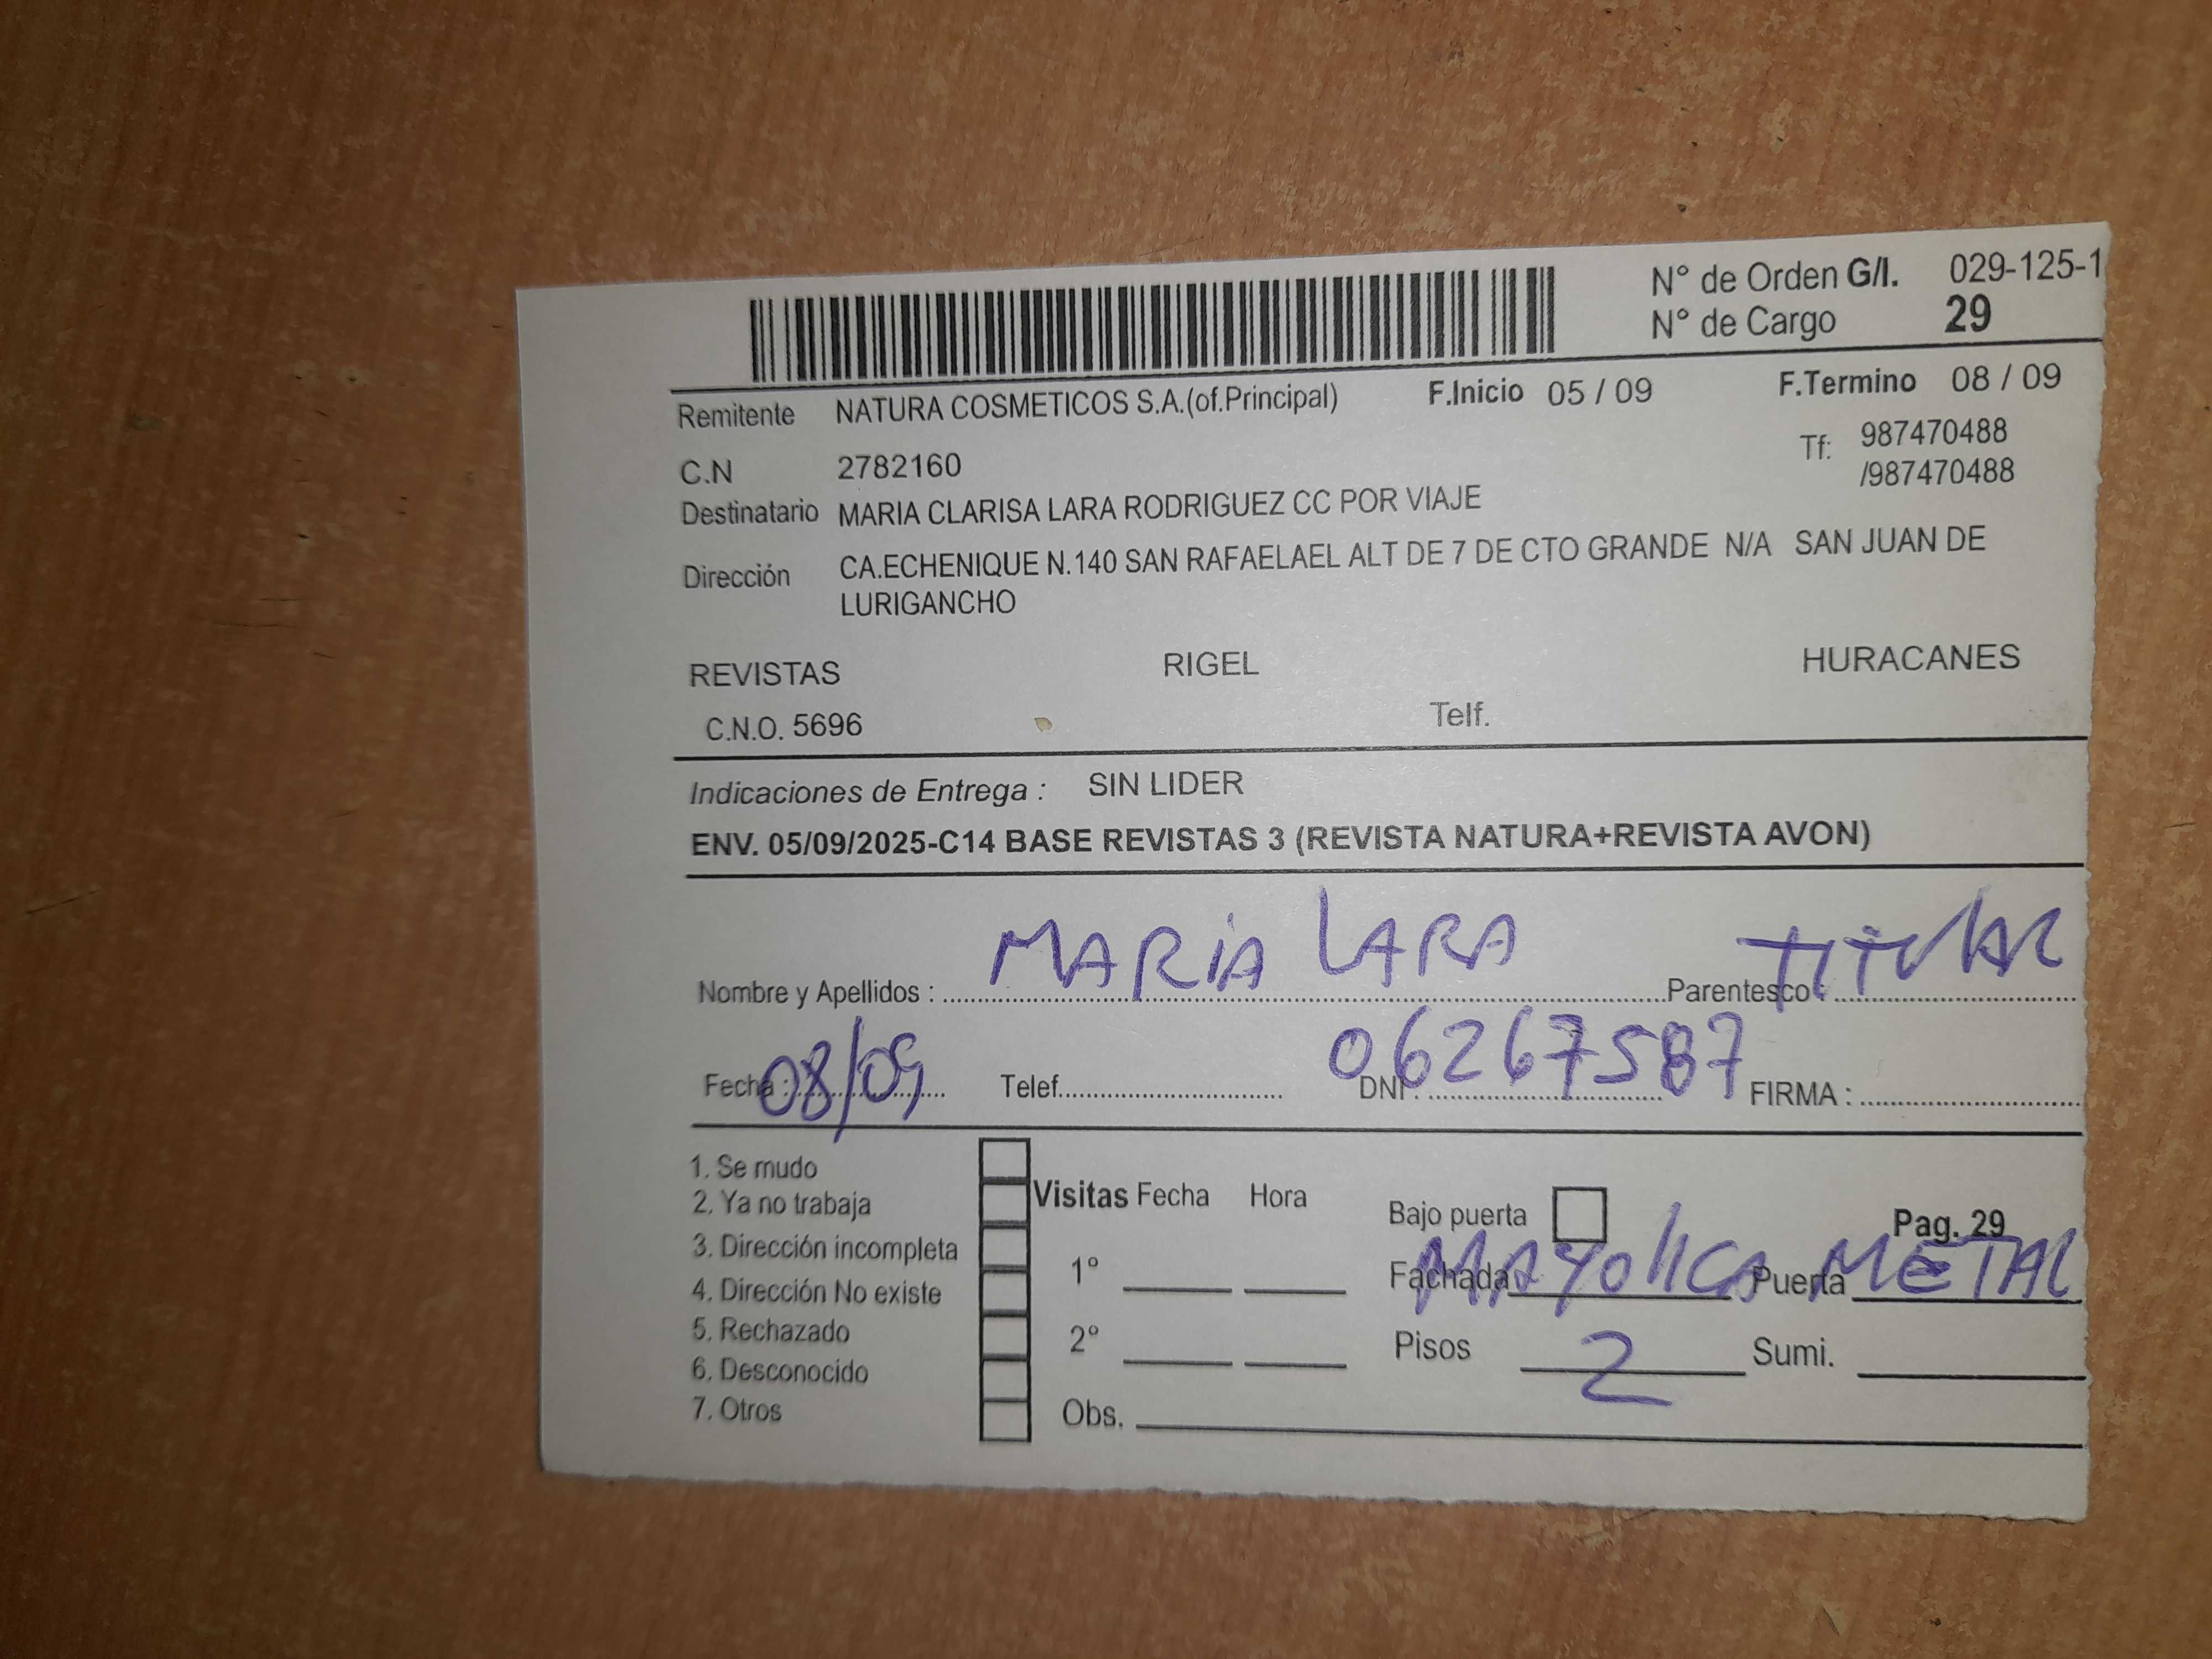 N° de Orden G/I. 029-125-1
N° de Cargo 29
Remitente NATURA COSMETICOS S.A.(of.Principal) F.Inicio 05 / 09 F.Termino 08 / 09
C.N 2782160 Tf: 987470488
/987470488
Destinatario MARIA CLARISA LARA RODRIGUEZ CC POR VIAJE
Dirección CA.ECHENIQUE N.140 SAN RAFAELAEL ALT DE 7 DE CTO GRANDE N/A SAN JUAN DE
LURIGANCHO
REVISTAS RIGEL HURACANES
C.N.O. 5696 Telf.
Indicaciones de Entrega : SIN LIDER
ENV. 05/09/2025-C14 BASE REVISTAS 3 (REVISTA NATURA+REVISTA AVON)
Nombre y Apellidos : MARIA LARA Parentesco : TITULAR
Fecha : 08/09 Telef. DNI. 06267587 FIRMA :
1. Se mudo
2. Ya no trabaja Visitas Fecha Hora Bajo puerta Pag. 29
3. Dirección incompleta 1° Fachada MAYOLICA Puerta METAL
4. Dirección No existe
5. Rechazado 2° Pisos 2 Sumi.
6. Desconocido
7. Otros Obs.